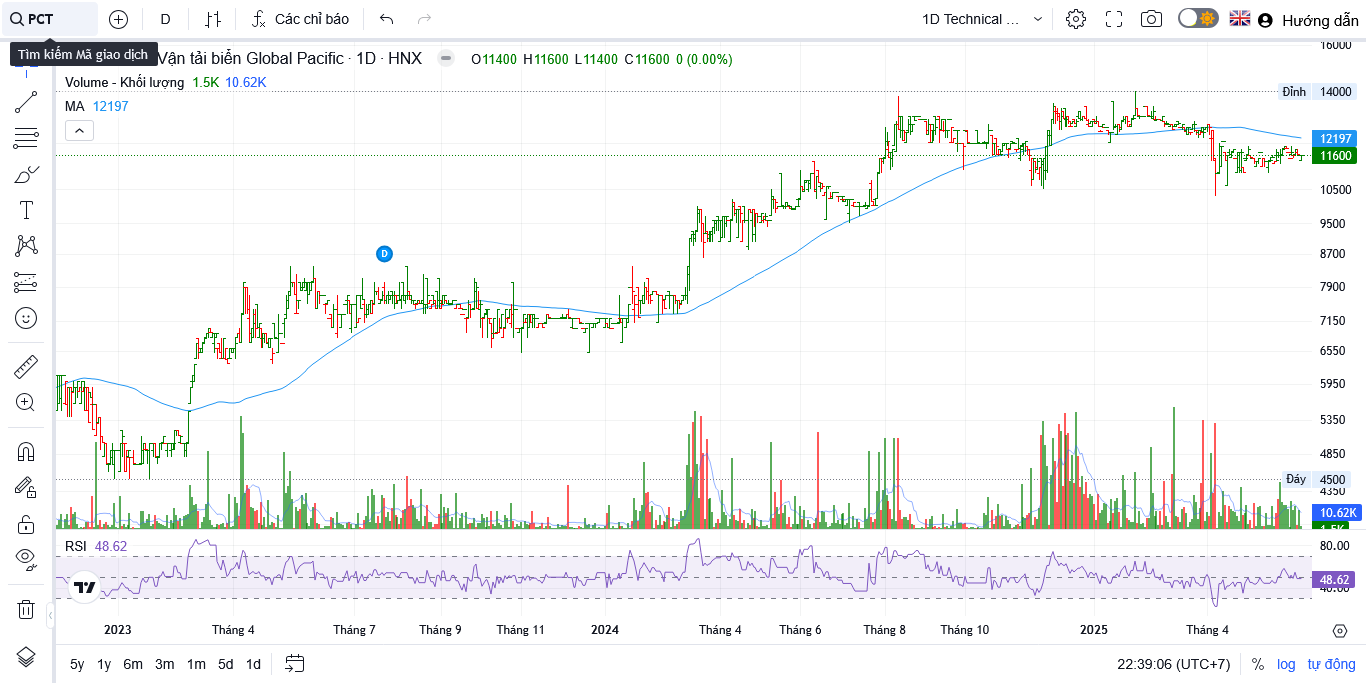 PCT
D
Các chỉ báo
1D Technical ...
Hướng dẫn
Tìm kiếm Mã giao dịch
Vận tải biển Global Pacific · 1D · HNX
O11400 H11600 L11400 C11600 0 (0.00%)
Volume - Khối lượng 1.5K 10.62K
MA 12197
16000
Đỉnh 14000
12197
11600
10500
9500
8700
7900
7150
6550
5950
5350
4850
Đáy 4500
4350
10.62K
1.5K
D
RSI 48.62
80.00
48.62
40.00
2023 Tháng 4 Tháng 7 Tháng 9 Tháng 11 2024 Tháng 4 Tháng 6 Tháng 8 Tháng 10 2025 Tháng 4
5y 1y 6m 3m 1m 5d 1d
22:39:06 (UTC+7) % log tự động